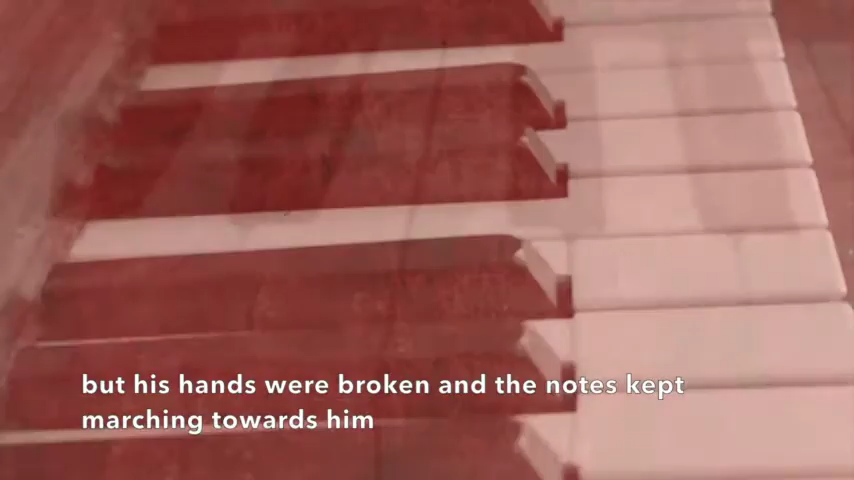 but his hands were broken and the notes kept
marching towards him